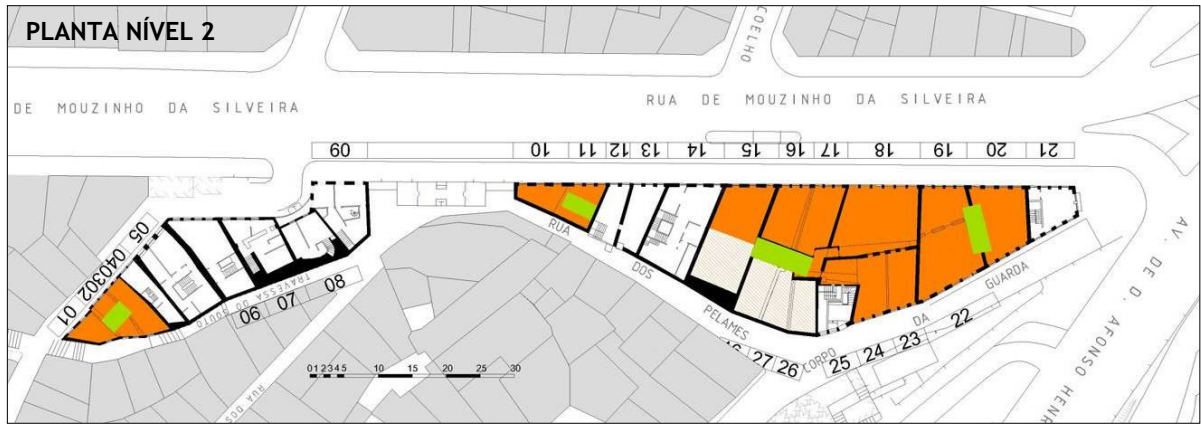 PLANTA NÍVEL 2
COELHO
DE MOUZINHO DA SILVEIRA
RUA DE MOUZINHO DA SILVEIRA
09
10 11 12 13 14 15 16 17 18 19 20 21
05
04 03 02
01
RUA DOS PELAMES
CORPO DA GUARDA
AV. DE D. AFONSO HENR
TRAVESSA DO SOUTO
06 07 08
27 26 25 24 23 22
RUA DOS
0 1 2 3 4 5 10 15 20 25 30